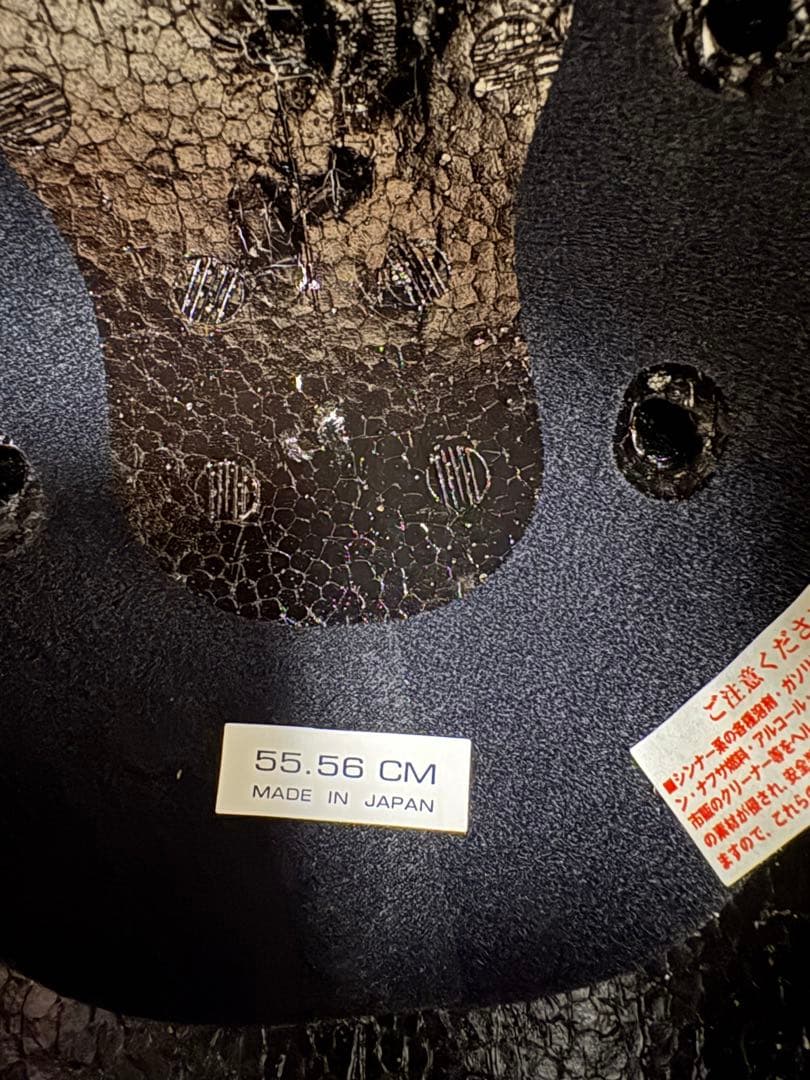 55.56 CM
MADE IN JAPAN
ご注意くださ
■シンナー系の各種溶剤・ガソリ
ン・ナフサ燃料・アルコール・
市販のクリーナー等をヘル
の素材が侵され、安全
ますので、これら